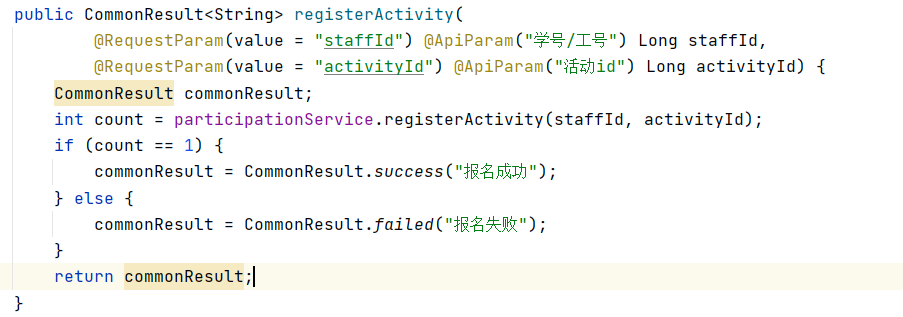 public CommonResult<String> registerActivity(
@RequestParam(value = "staffId") @ApiParam("学号/工号") Long staffId,
@RequestParam(value = "activityId") @ApiParam("活动id") Long activityId) {
CommonResult commonResult;
int count = participationService.registerActivity(staffId, activityId);
if (count == 1) {
commonResult = CommonResult.success("报名成功");
} else {
commonResult = CommonResult.failed("报名失败");
}
return commonResult;
}